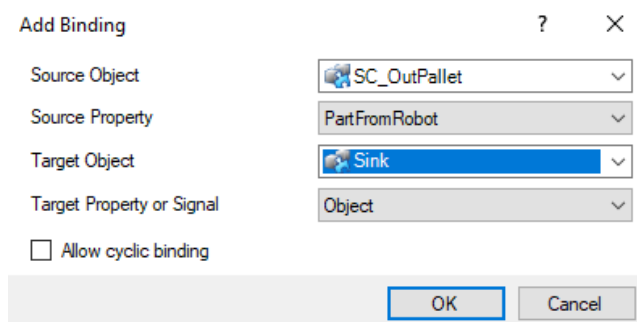 Add Binding ? ×
Source Object SC_OutPallet
Source Property PartFromRobot
Target Object Sink
Target Property or Signal Object
Allow cyclic binding
OK Cancel